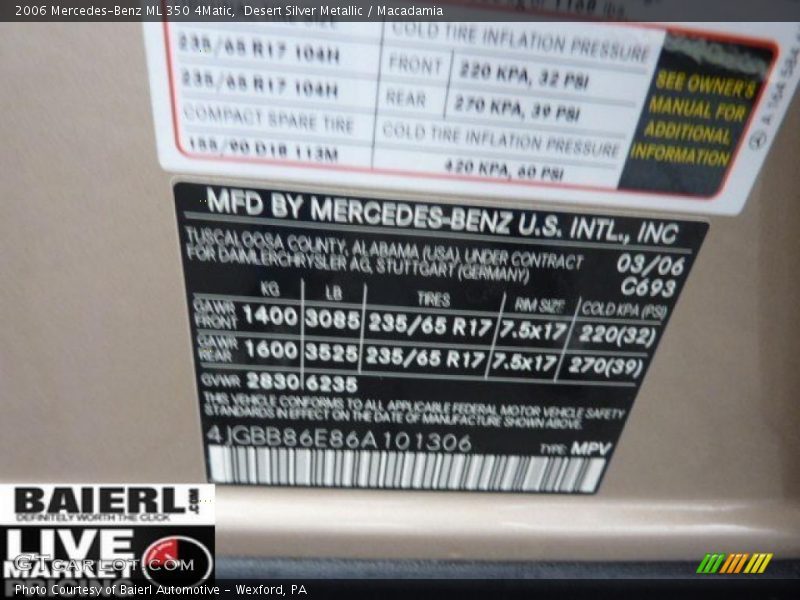 2006 Mercedes-Benz ML 350 4Matic, Desert Silver Metallic / Macadamia
COLD TIRE INFLATION PRESSURE
235/65 R17 104H
FRONT 220 KPA, 32 PSI
235/65 R17 104H
REAR 270 KPA, 39 PSI
COMPACT SPARE TIRE
COLD TIRE INFLATION PRESSURE
155/90 D18 113M
420 KPA, 60 PSI
SEE OWNER'S
MANUAL FOR
ADDITIONAL
INFORMATION
MFD BY MERCEDES-BENZ U.S. INTL., INC
TUSCALOOSA COUNTY, ALABAMA (USA), UNDER CONTRACT
FOR DAIMLERCHRYSLER AG, STUTTGART (GERMANY)
03/06
C693
KG LB TIRES RIM SIZE COLD KPA (PSI)
GAWR FRONT 1400 3085 235/65 R17 7.5x17 220(32)
GAWR REAR 1600 3525 235/65 R17 7.5x17 270(39)
GVWR 2830 6235
THIS VEHICLE CONFORMS TO ALL APPLICABLE FEDERAL MOTOR VEHICLE SAFETY
STANDARDS IN EFFECT ON THE DATE OF MANUFACTURE SHOWN ABOVE.
4JGBB86E86A101306
TYPE: MPV
BAIERL.com
DEFINITELY WORTH THE CLICK
LIVE
MARKET
GTCARLOT.COM
Photo Courtesy of Baierl Automotive - Wexford, PA